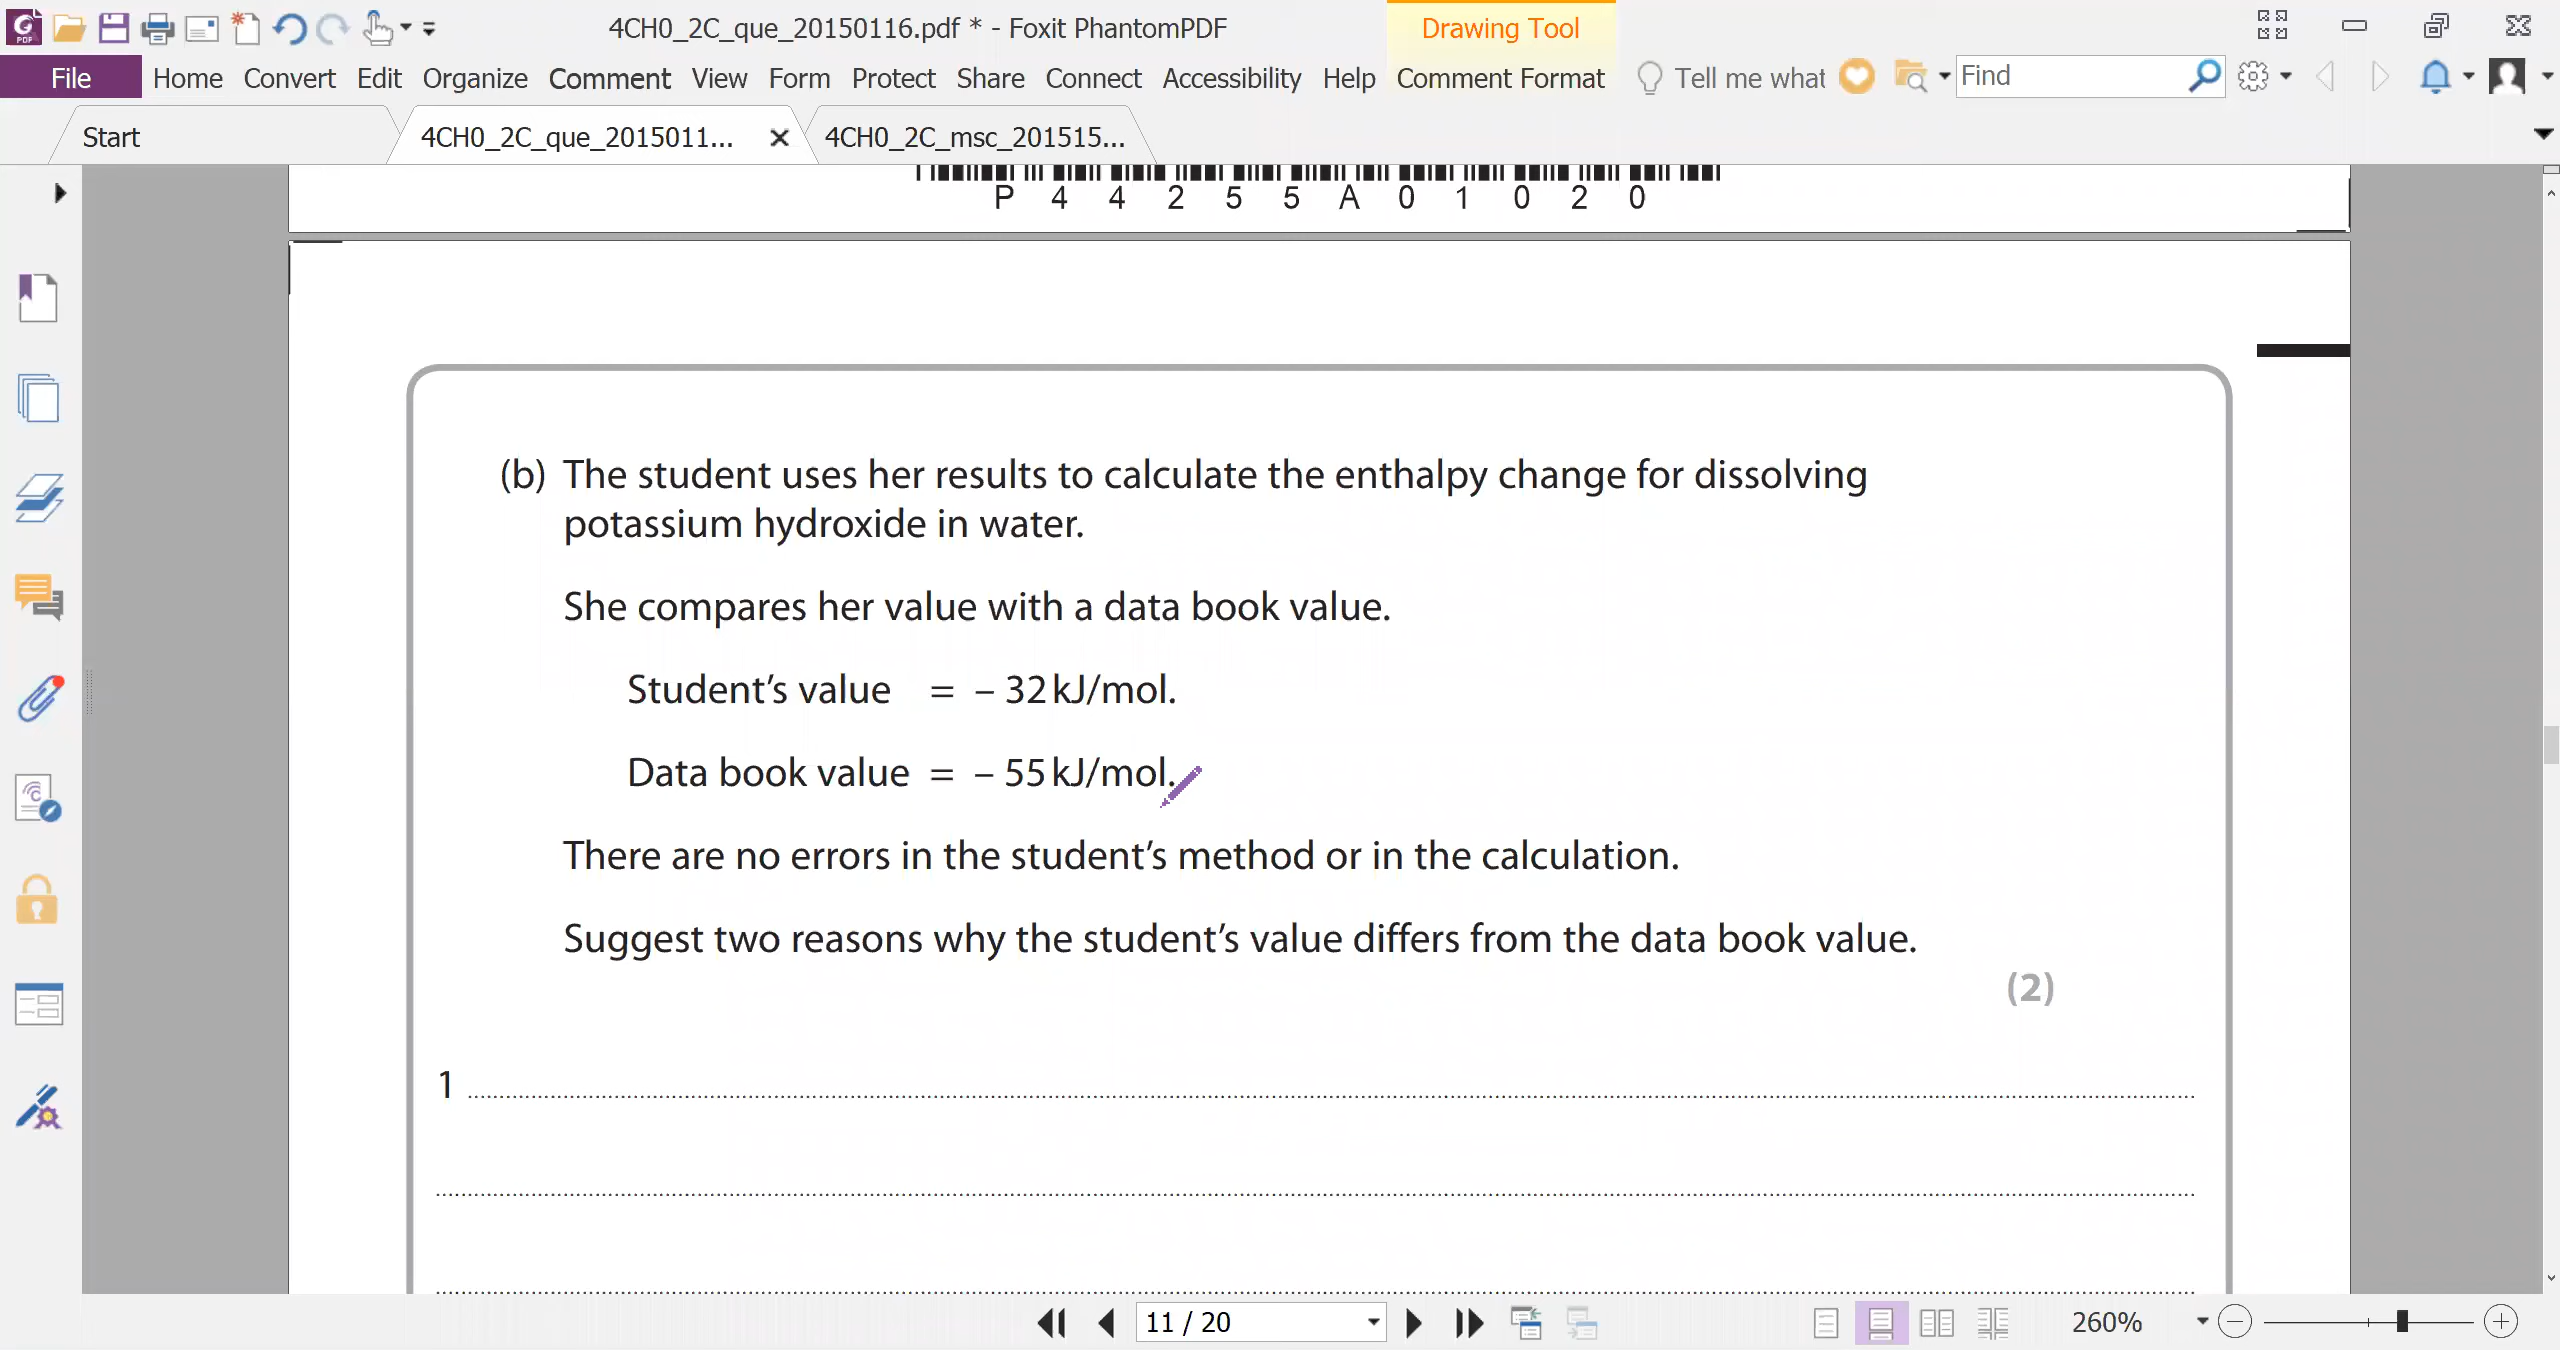 4CH0_2C_que_20150116.pdf * - Foxit PhantomPDF
Drawing Tool
File Home Convert Edit Organize Comment View Form Protect Share Connect Accessibility Help Comment Format Tell me what Find
Start
4CH0_2C_que_2015011...
4CH0_2C_msc_201515...
P 4 4 2 5 5 A 0 1 0 2 0
(b) The student uses her results to calculate the enthalpy change for dissolving
potassium hydroxide in water.
She compares her value with a data book value.
Student's value = – 32 kJ/mol.
Data book value = – 55 kJ/mol.
There are no errors in the student's method or in the calculation.
Suggest two reasons why the student's value differs from the data book value.
(2)
1
11 / 20
260%